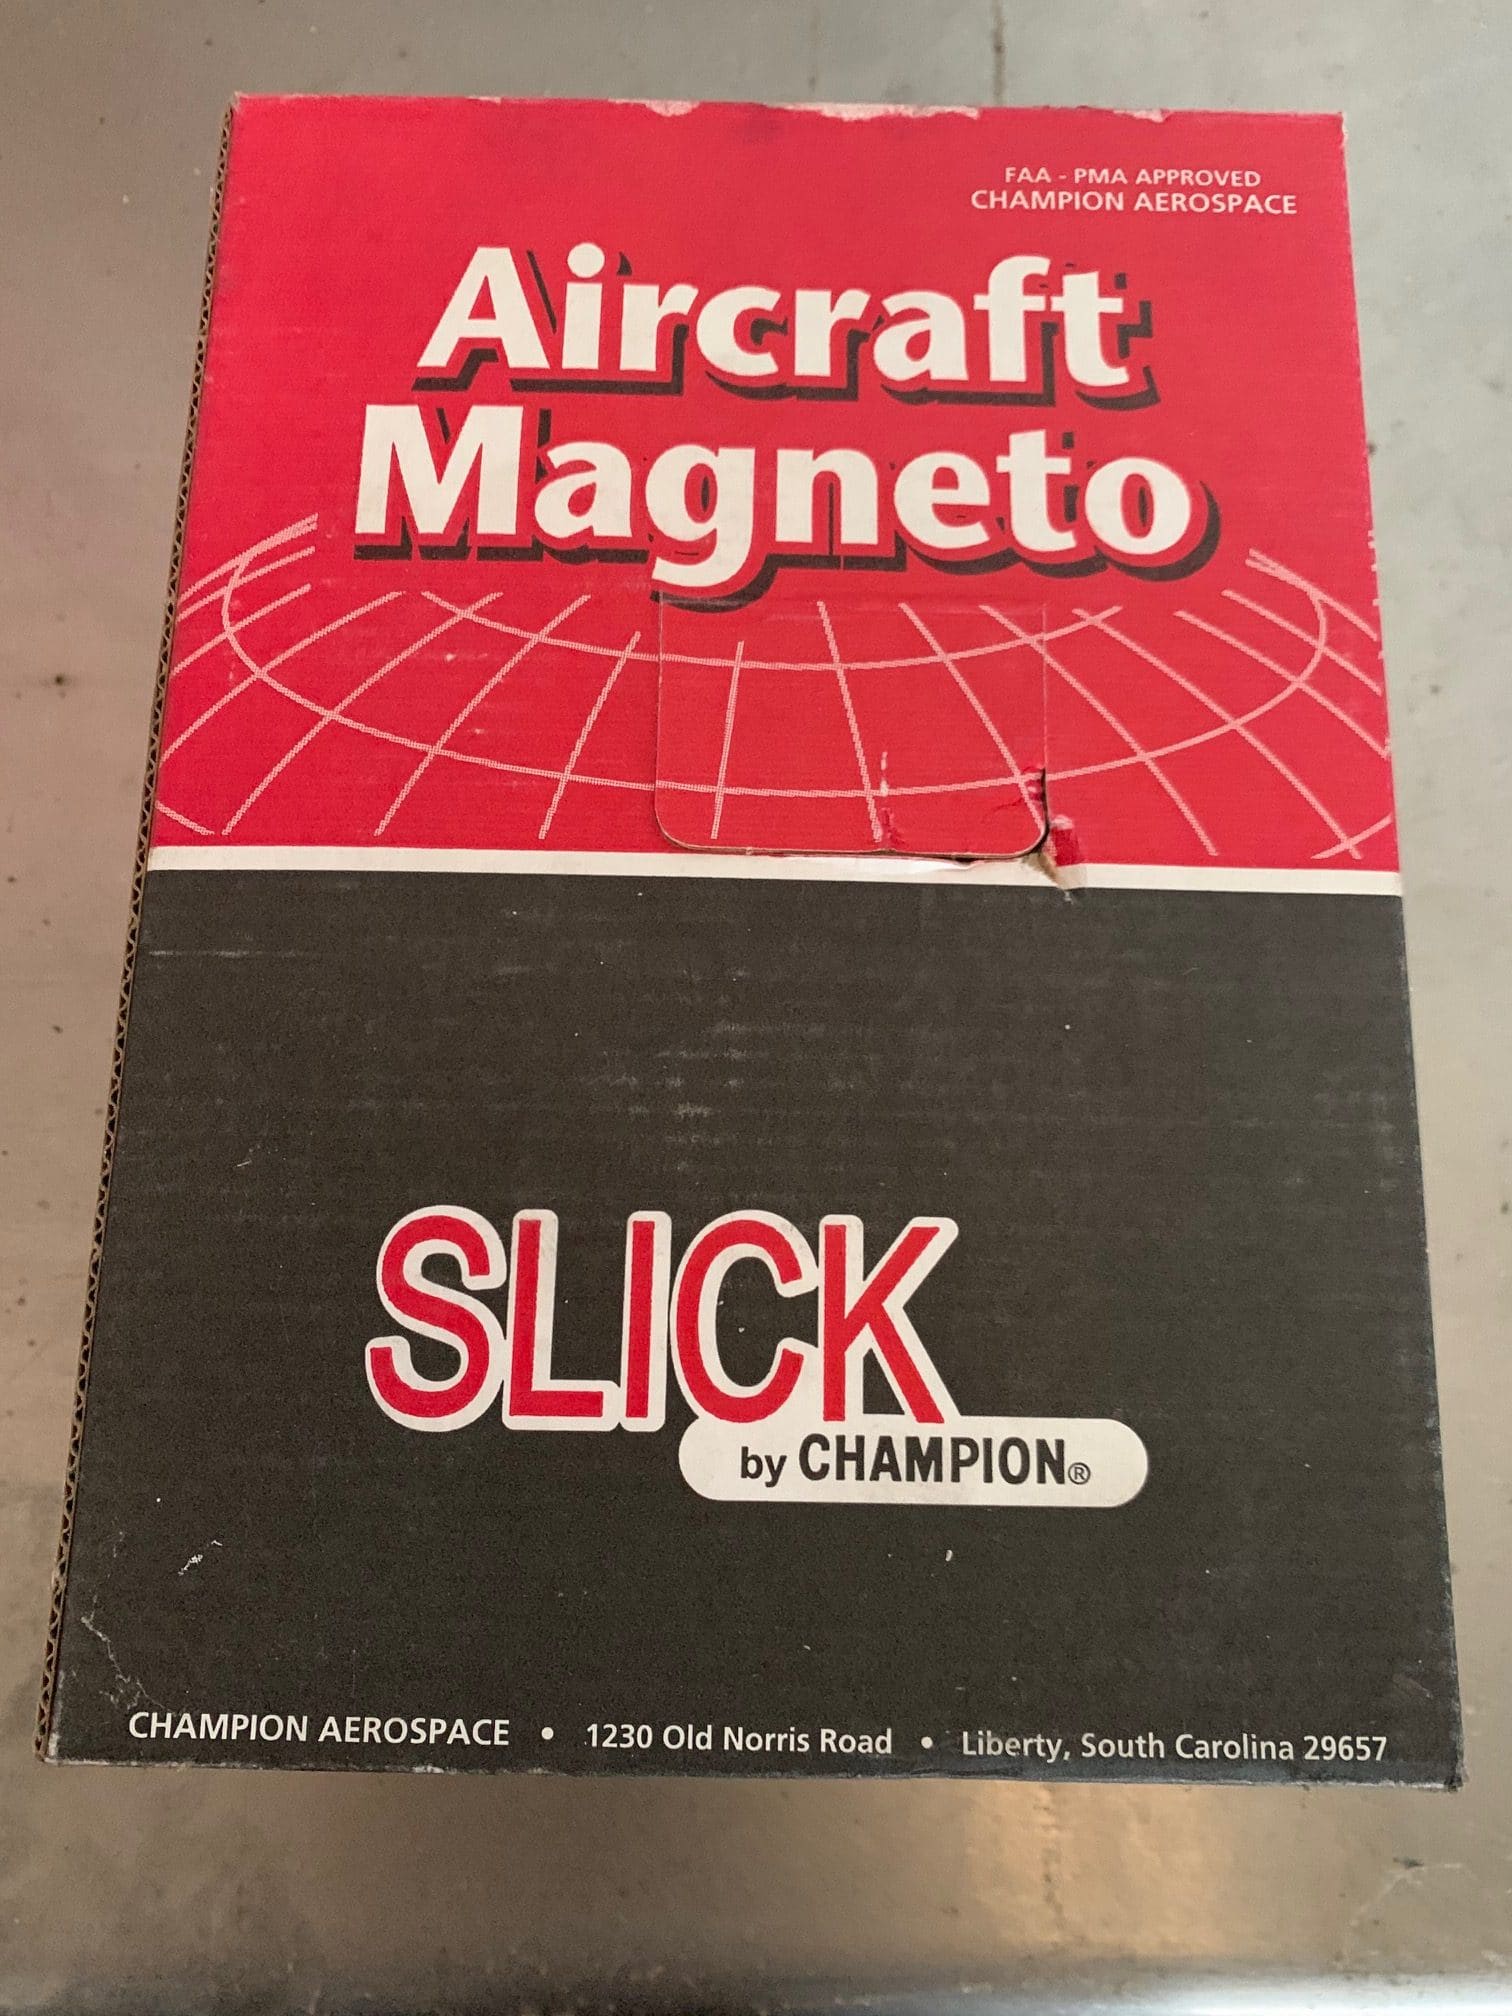 FAA - PMA APPROVED
CHAMPION AEROSPACE
Aircraft
Magneto
SLICK
by CHAMPION®
CHAMPION AEROSPACE • 1230 Old Norris Road • Liberty, South Carolina 29657